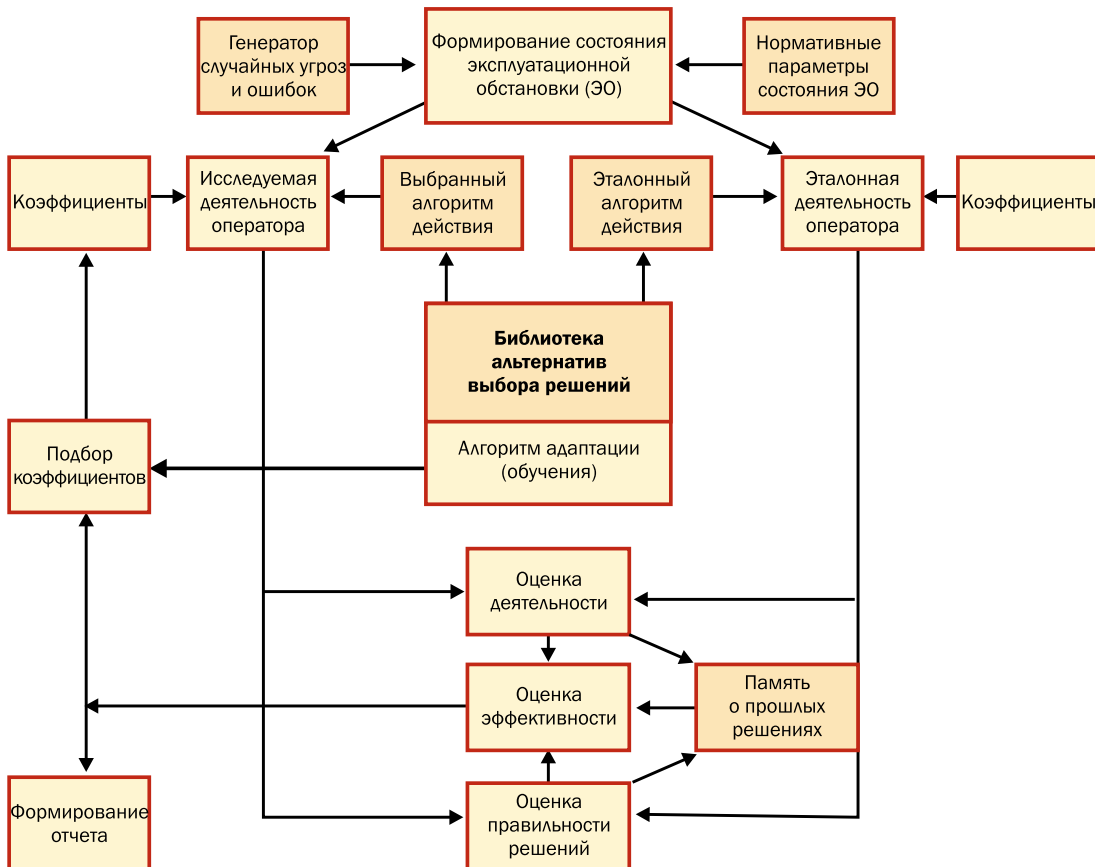 Генератор
случайных угроз
и ошибок
Формирование состояния
эксплуатационной
обстановки (ЭО)
Нормативные
параметры
состояния ЭО
Коэффициенты
Исследуемая
деятельность
оператора
Выбранный
алгоритм
действия
Эталонный
алгоритм
действия
Эталонная
деятельность
оператора
Коэффициенты
Библиотека
альтернатив
выбора решений
Подбор
коэффициентов
Алгоритм адаптации
(обучения)
Оценка
деятельности
Оценка
эффективности
Память
о прошлых
решениях
Формирование
отчета
Оценка
правильности
решений